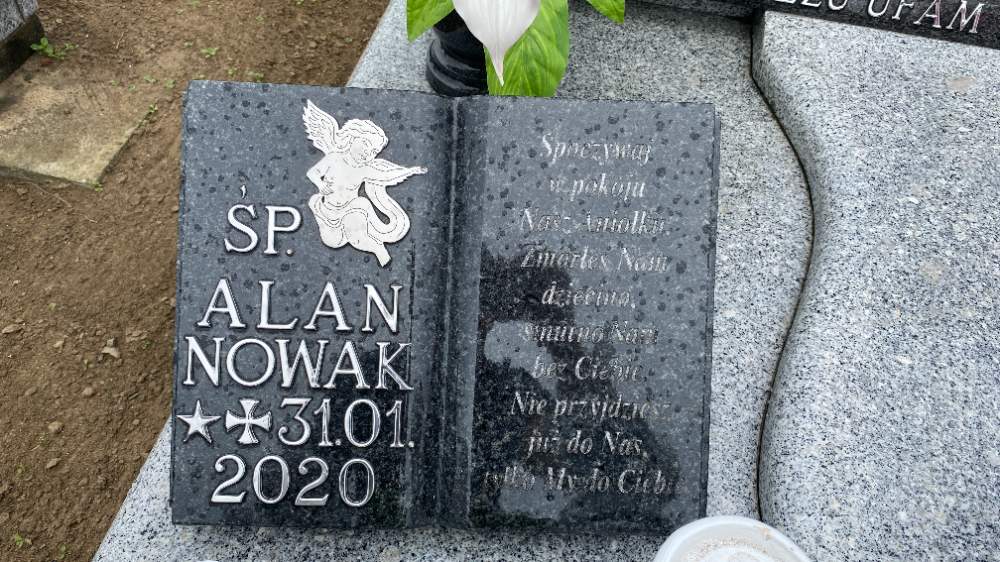 ZU UFAM
ŚP.
ALAN
NOWAK
31.01.
2020
Spoczywaj
w pokoju
Nasz Aniołku.
Zmarłeś Nam
dziecino,
smutno Nam
bez Ciebie.
Nie przyjdziesz
już do Nas,
tylko My do Ciebie